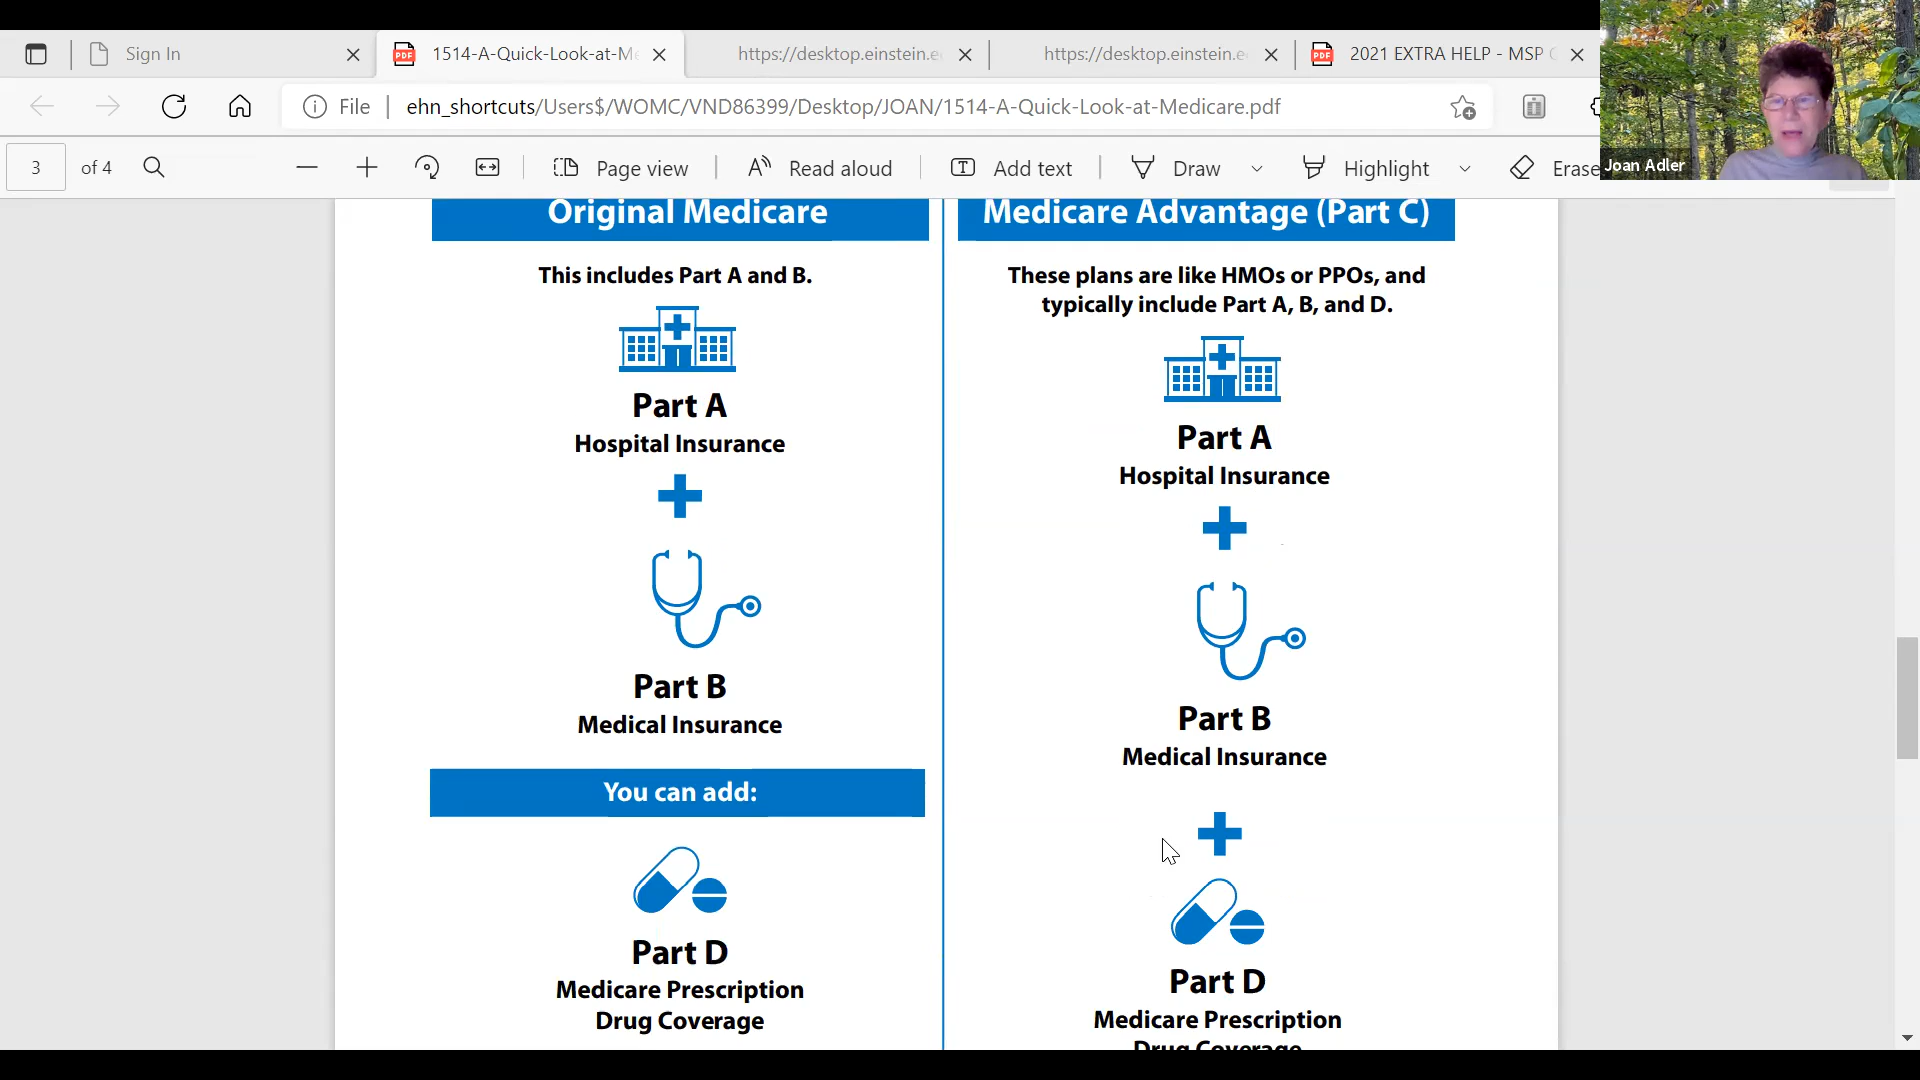 Sign In
1514-A-Quick-Look-at-Me
https://desktop.einstein.e
https://desktop.einstein.e
PDF 2021 EXTRA HELP - MSP
File ehn_shortcuts/Users$/WOMC/VND86399/Desktop/JOAN/1514-A-Quick-Look-at-Medicare.pdf
3 of 4 Page view Read aloud Add text Draw Highlight Erase
Joan Adler
Original Medicare
This includes Part A and B.
Part A
Hospital Insurance
Part B
Medical Insurance
You can add:
Part D
Medicare Prescription
Drug Coverage
Medicare Advantage (Part C)
These plans are like HMOs or PPOs, and
typically include Part A, B, and D.
Part A
Hospital Insurance
Part B
Medical Insurance
Part D
Medicare Prescription
Drug Coverage